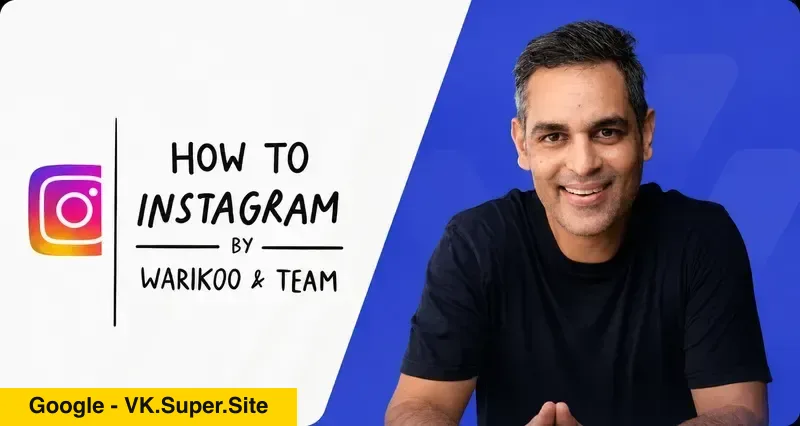 HOW TO
INSTAGRAM
BY
WARIKOO & TEAM
Google - VK.Super.Site